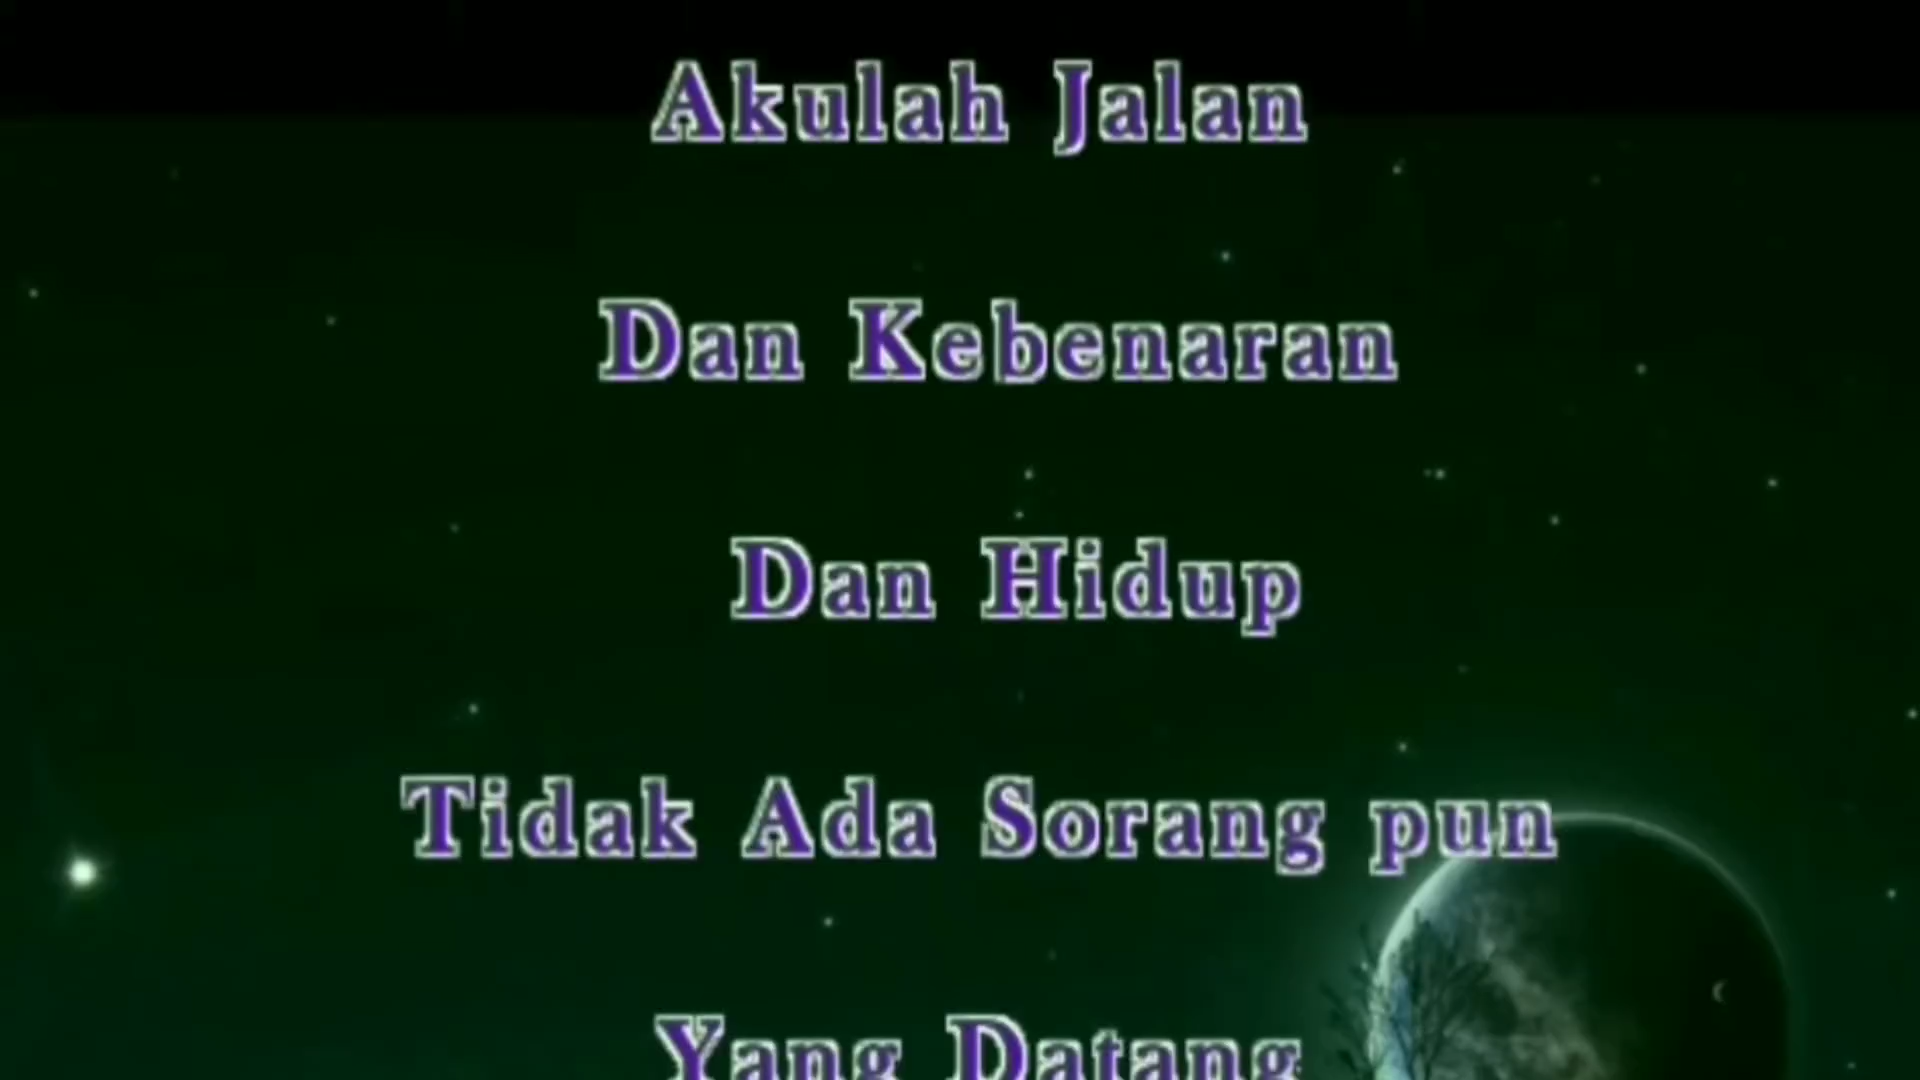 Akulah Jalan
Dan Kebenaran
Dan Hidup
Tidak Ada Sorang pun
Yang Datang